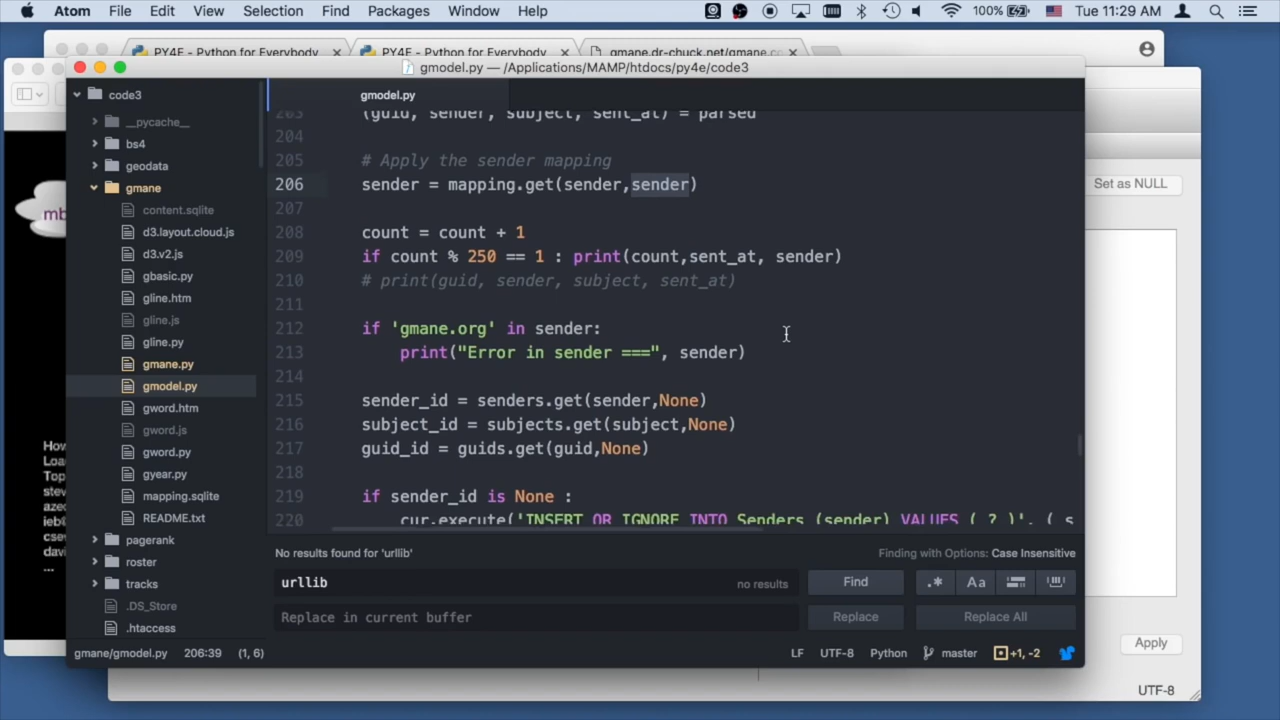 Atom File Edit View Selection Find Packages Window Help 100% Tue 11:29 AM
PY4E - Python for Everybody PY4E - Python for Everybody gmane.dr-chuck.net/gmane.co
gmodel.py — /Applications/MAMP/htdocs/py4e/code3
code3
__pycache__
bs4
geodata
gmane
content.sqlite
d3.layout.cloud.js
d3.v2.js
gbasic.py
gline.htm
gline.js
gline.py
gmane.py
gmodel.py
gword.htm
gword.js
gword.py
gyear.py
mapping.sqlite
README.txt
pagerank
roster
tracks
.DS_Store
.htaccess
gmodel.py
203 (guid, sender, subject, sent_at) = parsed
204
205 # Apply the sender mapping
206 sender = mapping.get(sender,sender)
207
208 count = count + 1
209 if count % 250 == 1 : print(count,sent_at, sender)
210 # print(guid, sender, subject, sent_at)
211
212 if 'gmane.org' in sender:
213 print("Error in sender ===", sender)
214
215 sender_id = senders.get(sender,None)
216 subject_id = subjects.get(subject,None)
217 guid_id = guids.get(guid,None)
218
219 if sender_id is None :
220 cur.execute('INSERT OR IGNORE INTO Senders (sender) VALUES ( ? )', ( s
No results found for 'urllib' Finding with Options: Case Insensitive
urllib no results Find .* Aa
Replace in current buffer Replace Replace All
gmane/gmodel.py 206:39 (1, 6) LF UTF-8 Python master +1, -2
mb
How
Loa
Top
stev
azec
ieb@
csev
davi
...
Set as NULL
Apply
UTF-8